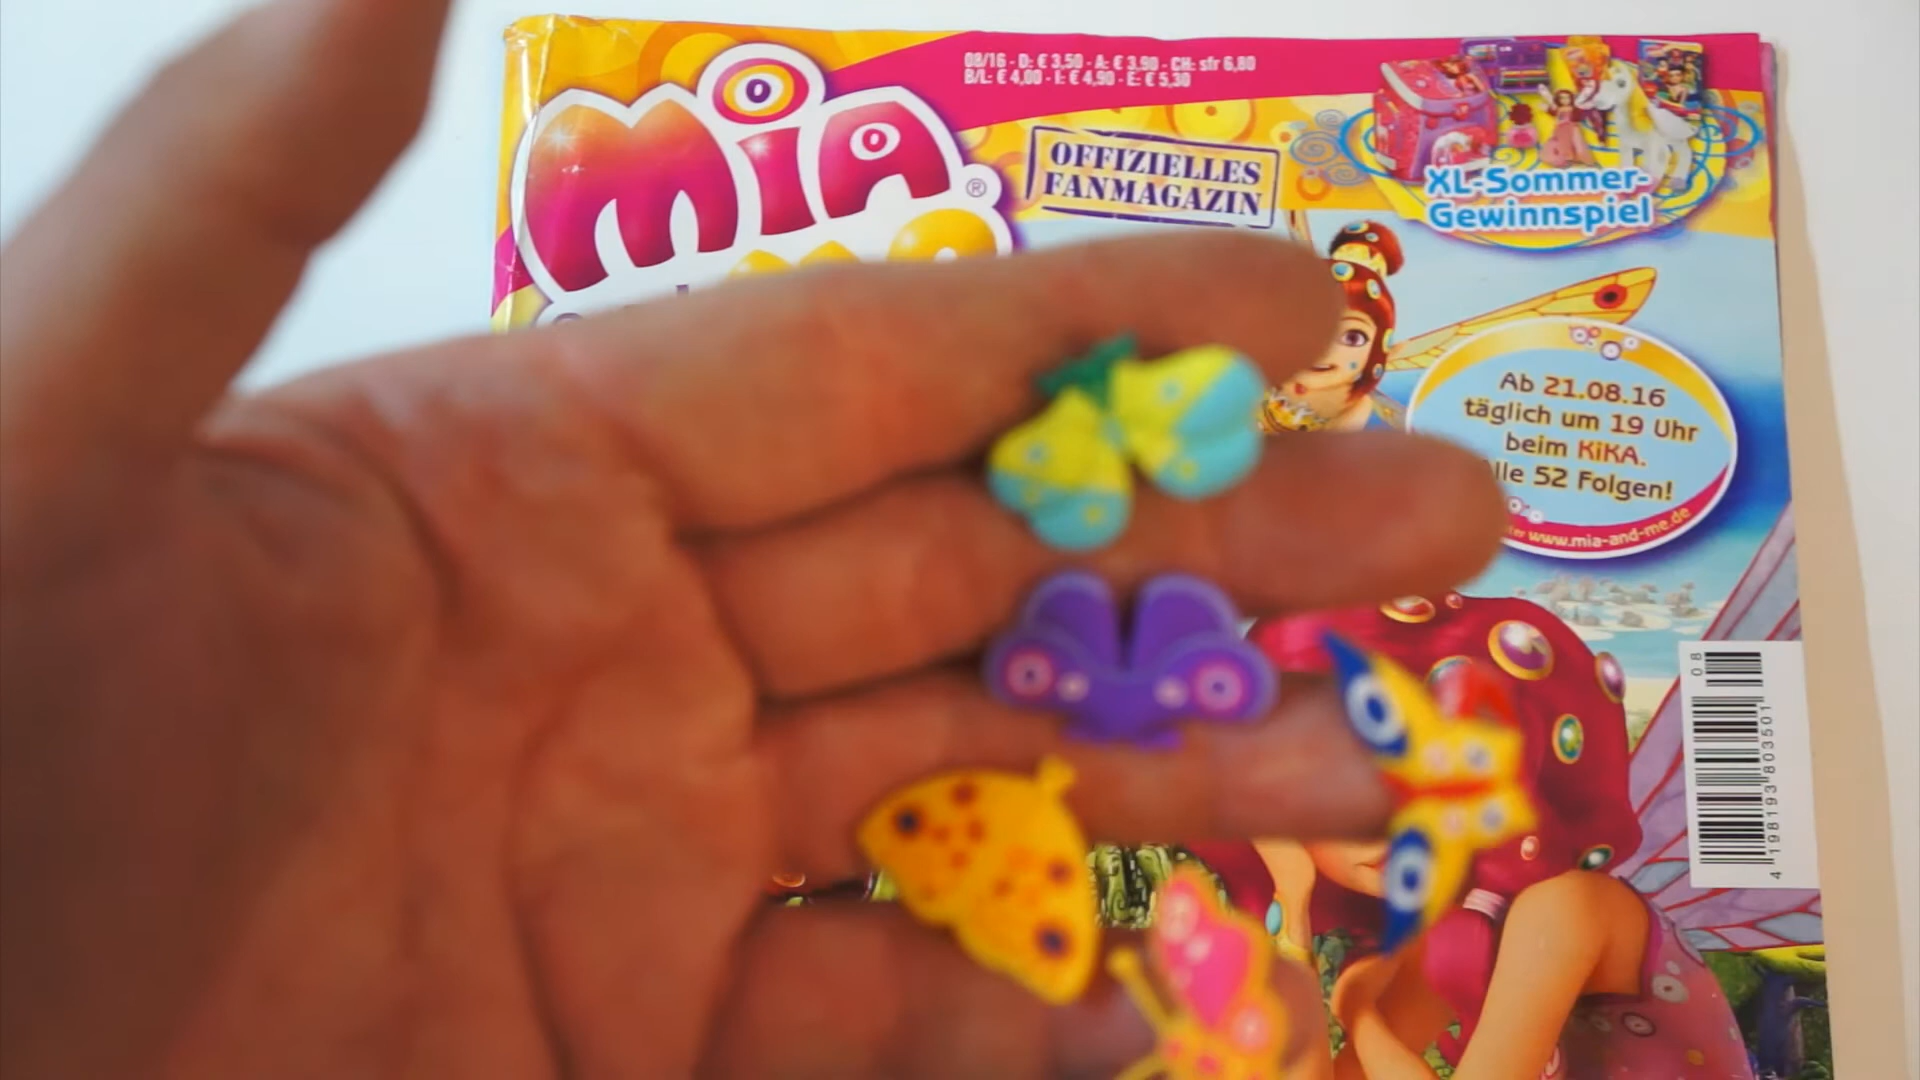 08/16 - D: € 3,50 - A: € 3,90 - CH: sfr 6,80
B/L: € 4,00 - I: € 4,90 - E: € 5,30
MiA
®
OFFIZIELLES
FANMAGAZIN
XL-Sommer-
Gewinnspiel
Ab 21.08.16
täglich um 19 Uhr
beim KiKA.
lle 52 Folgen!
www.mia-and-me.de
08
4 198193 803501